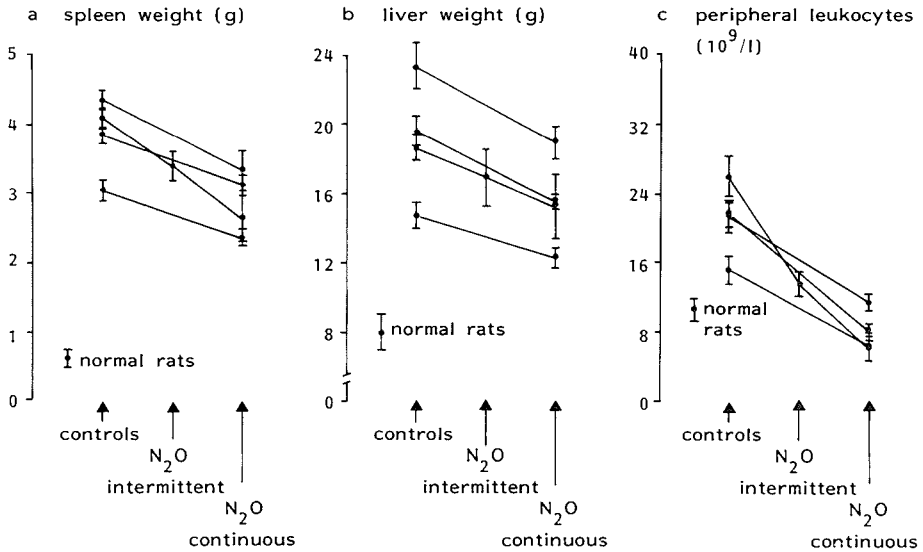 a spleen weight (g)
5
4
3
2
1
0
normal rats
controls
N₂O
intermittent
N₂O
continuous
b liver weight (g)
24
20
16
12
8
0
normal rats
controls
N₂O
intermittent
N₂O
continuous
c peripheral leukocytes
(10⁹/l)
40
32
24
16
8
0
normal
rats
controls
N₂O
intermittent
N₂O
continuous